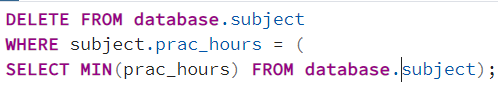 DELETE FROM database.subject
WHERE subject.prac_hours = (
SELECT MIN(prac_hours) FROM database.subject);